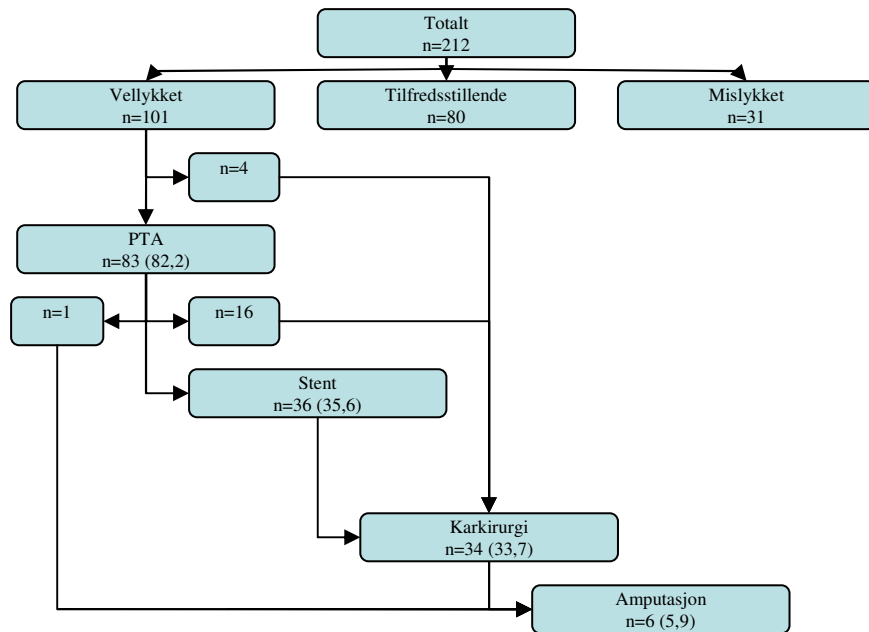 Totalt
n=212
Vellykket
n=101
Tilfredsstillende
n=80
Mislykket
n=31
n=4
PTA
n=83 (82,2)
n=1
n=16
Stent
n=36 (35,6)
Karkirurgi
n=34 (33,7)
Amputasjon
n=6 (5,9)